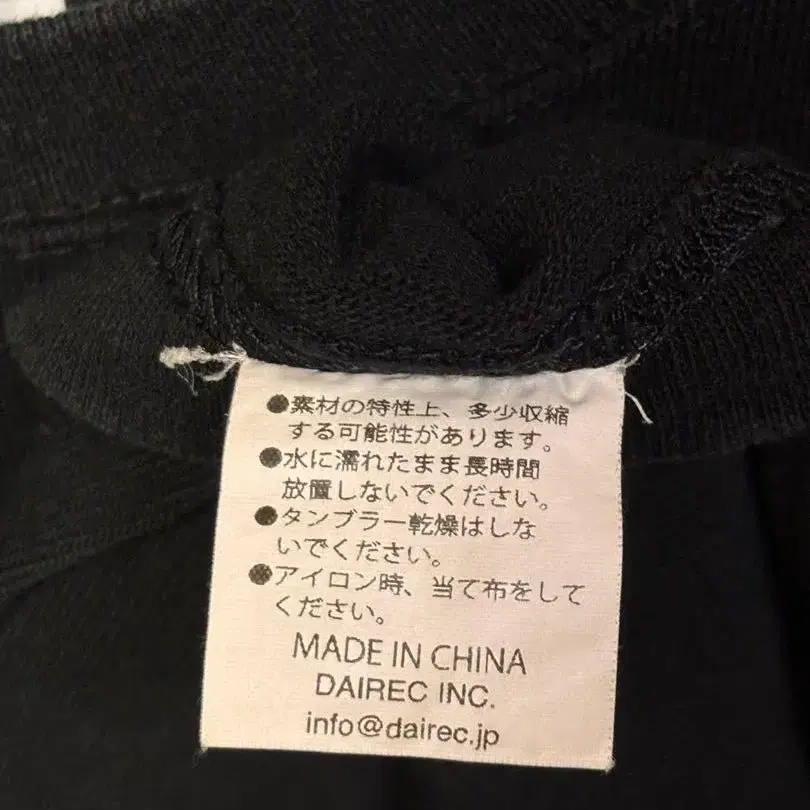 ●素材の特性上、多少収縮
する可能性があります。
●水に濡れたまま長時間
放置しないでください。
●タンブラー乾燥はしな
いでください。
●アイロン時、当て布をして
ください。
MADE IN CHINA
DAIREC INC.
info@dairec.jp